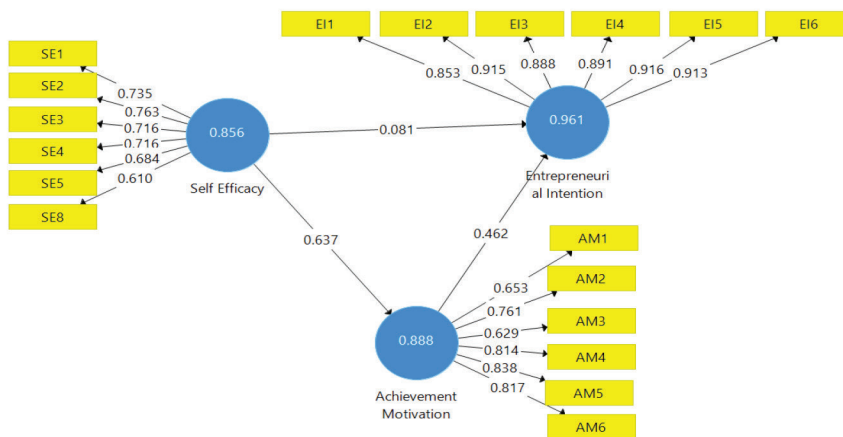 EI1
EI2
EI3
EI4
EI5
EI6
0.853
0.915
0.888
0.891
0.916
0.913
SE1
SE2
SE3
SE4
SE5
SE8
0.735
0.763
0.716
0.716
0.684
0.610
0.856
Self Efficacy
0.081
0.961
Entrepreneuri
al Intention
0.637
0.462
0.888
Achievement
Motivation
0.653
0.761
0.629
0.814
0.838
0.817
AM1
AM2
AM3
AM4
AM5
AM6